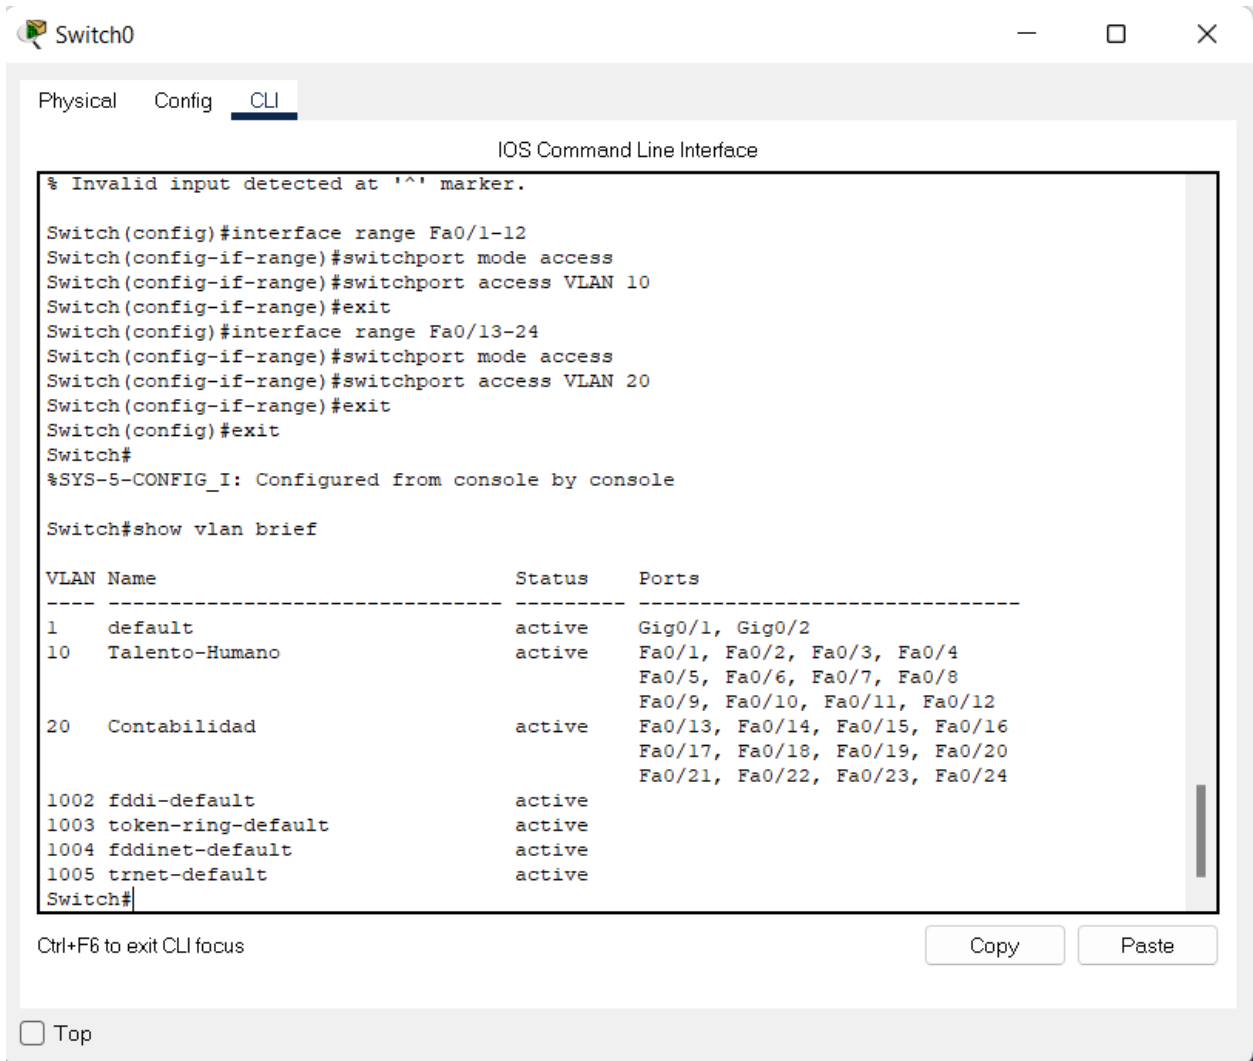 Switch0
Physical Config CLI
IOS Command Line Interface
% Invalid input detected at '^' marker.
Switch(config)#interface range Fa0/1-12
Switch(config-if-range)#switchport mode access
Switch(config-if-range)#switchport access VLAN 10
Switch(config-if-range)#exit
Switch(config)#interface range Fa0/13-24
Switch(config-if-range)#switchport mode access
Switch(config-if-range)#switchport access VLAN 20
Switch(config-if-range)#exit
Switch(config)#exit
Switch#
%SYS-5-CONFIG_I: Configured from console by console
Switch#show vlan brief
VLAN Name Status Ports
---- -------------------------------- --------- -------------------------------
1 default active Gig0/1, Gig0/2
10 Talento-Humano active Fa0/1, Fa0/2, Fa0/3, Fa0/4
Fa0/5, Fa0/6, Fa0/7, Fa0/8
Fa0/9, Fa0/10, Fa0/11, Fa0/12
20 Contabilidad active Fa0/13, Fa0/14, Fa0/15, Fa0/16
Fa0/17, Fa0/18, Fa0/19, Fa0/20
Fa0/21, Fa0/22, Fa0/23, Fa0/24
1002 fddi-default active
1003 token-ring-default active
1004 fddinet-default active
1005 trnet-default active
Switch#
Ctrl+F6 to exit CLI focus Copy Paste
Top